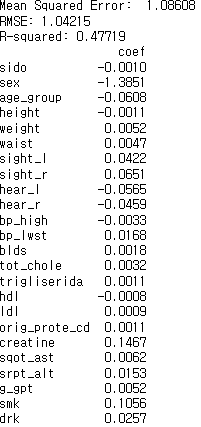 Mean Squared Error:  1.08608
RMSE: 1.04215
R-squared: 0.47719
coef
sido -0.0010
sex -1.3851
age_group -0.0608
height -0.0011
weight 0.0052
waist 0.0047
sight_l 0.0422
sight_r 0.0651
hear_l -0.0565
hear_r -0.0459
bp_high -0.0033
bp_lwst 0.0168
blds 0.0018
tot_chole 0.0032
trigliserida 0.0011
hdl -0.0008
ldl 0.0009
orig_prote_cd 0.0011
creatine 0.1467
sqot_ast 0.0062
srpt_alt 0.0153
g_gpt 0.0052
smk 0.1056
drk 0.0257